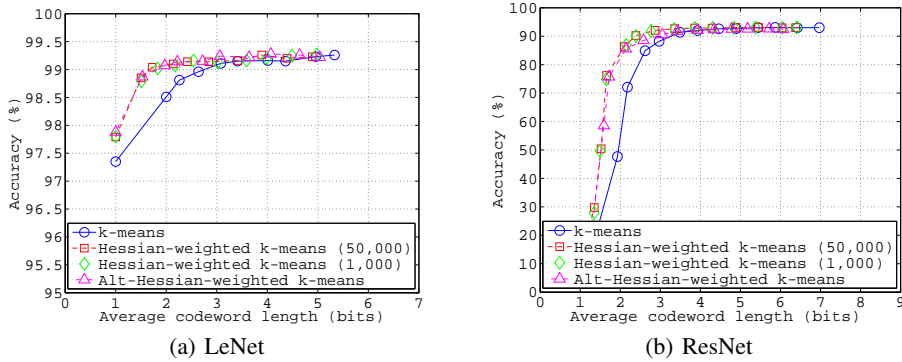 100
99.5
99
98.5
98
97.5
97
96.5
96
95.5
95
Accuracy (%)
k-means
Hessian-weighted k-means (50,000)
Hessian-weighted k-means (1,000)
Alt-Hessian-weighted k-means
0 1 2 3 4 5 6 7
Average codeword length (bits)
(a) LeNet
100
90
80
70
60
50
40
30
20
10
0
Accuracy (%)
k-means
Hessian-weighted k-means (50,000)
Hessian-weighted k-means (1,000)
Alt-Hessian-weighted k-means
0 1 2 3 4 5 6 7 8 9
Average codeword length (bits)
(b) ResNet